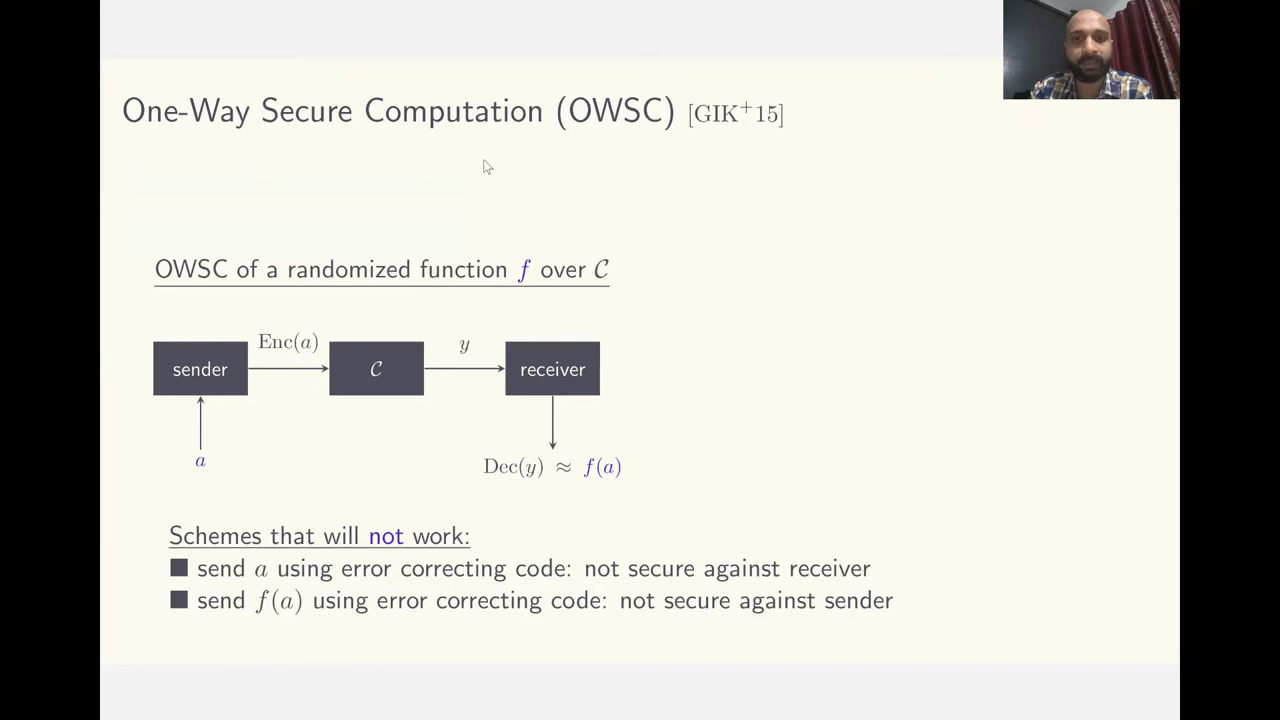 One-Way Secure Computation (OWSC) [GIK⁺15]
OWSC of a randomized function f over 𝒞
Enc(a)
y
sender
𝒞
receiver
a
Dec(y) ≈ f(a)
Schemes that will not work:
■ send a using error correcting code: not secure against receiver
■ send f(a) using error correcting code: not secure against sender